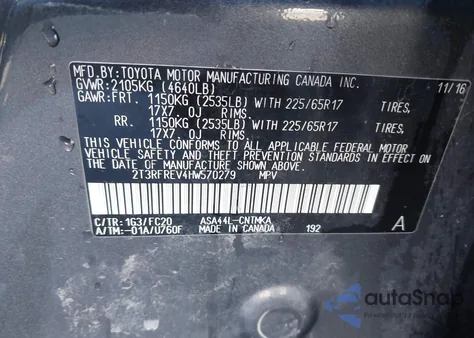 MFD.BY:TOYOTA MOTOR MANUFACTURING CANADA INC. 11/16
GVWR:2105KG (4640LB)
GAWR:FRT. 1150KG (2535LB) WITH 225/65R17 TIRES,
17X7.0J RIMS.
RR. 1150KG (2535LB) WITH 225/65R17 TIRES,
17X7.0J RIMS.
THIS VEHICLE CONFORMS TO ALL APPLICABLE FEDERAL MOTOR
VEHICLE SAFETY AND THEFT PREVENTION STANDARDS IN EFFECT ON THE
DATE OF MANUFACTURE SHOWN ABOVE.
2T3RFREV4HW570279 MPV
C/TR:1G3/FC20 ASA44L-CNTMKA A
A/TM:-01A/U760F MADE IN CANADA 192
autoSnap